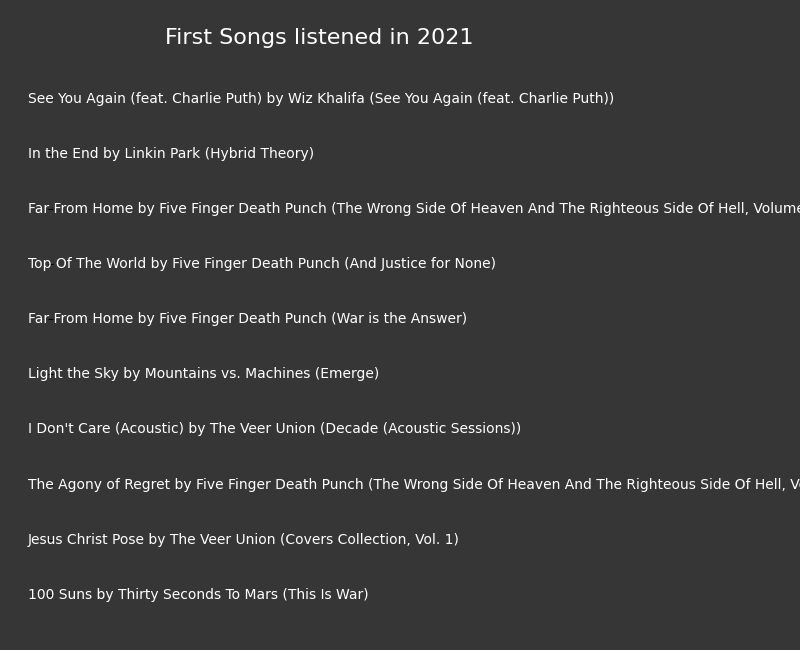 First Songs listened in 2021
See You Again (feat. Charlie Puth) by Wiz Khalifa (See You Again (feat. Charlie Puth))
In the End by Linkin Park (Hybrid Theory)
Far From Home by Five Finger Death Punch (The Wrong Side Of Heaven And The Righteous Side Of Hell, Volume
Top Of The World by Five Finger Death Punch (And Justice for None)
Far From Home by Five Finger Death Punch (War is the Answer)
Light the Sky by Mountains vs. Machines (Emerge)
I Don't Care (Acoustic) by The Veer Union (Decade (Acoustic Sessions))
The Agony of Regret by Five Finger Death Punch (The Wrong Side Of Heaven And The Righteous Side Of Hell,
Jesus Christ Pose by The Veer Union (Covers Collection, Vol. 1)
100 Suns by Thirty Seconds To Mars (This Is War)